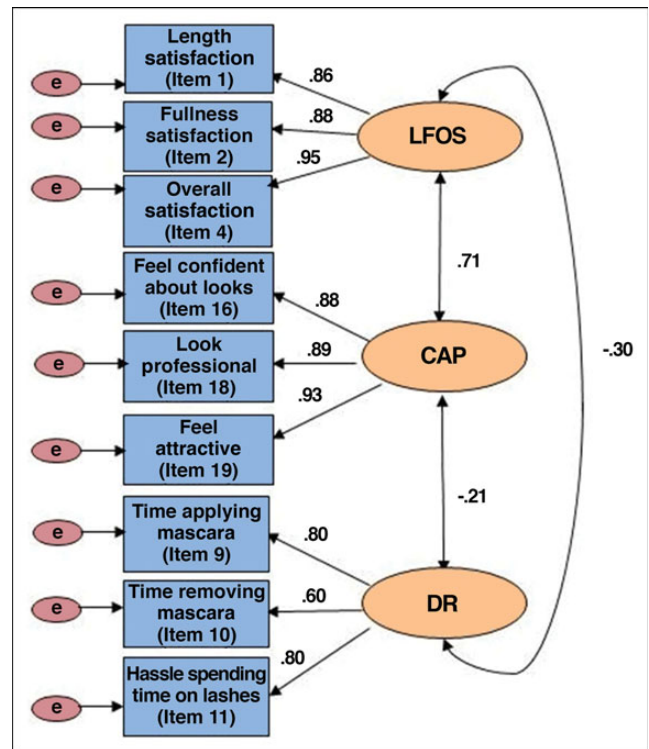 Length
satisfaction
(Item 1)
e
.86
Fullness
satisfaction
(Item 2)
e
.88
LFOS
.95
Overall
satisfaction
(Item 4)
e
.71
Feel confident
about looks
(Item 16)
e
.88
Look
professional
(Item 18)
e
.89
CAP
-.30
.93
Feel
attractive
(Item 19)
e
-.21
Time applying
mascara
(Item 9)
e
.80
Time removing
mascara
(Item 10)
e
.60
DR
.80
Hassle spending
time on lashes
(Item 11)
e